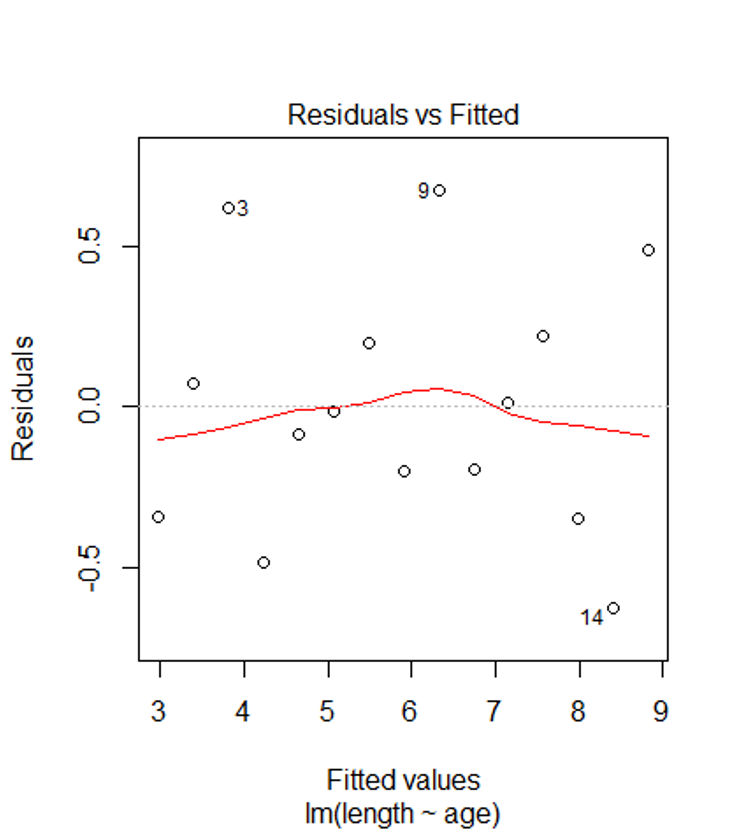 Residuals vs Fitted
3
9
14
0.5
0.0
-0.5
Residuals
3 4 5 6 7 8 9
Fitted values
lm(length ~ age)